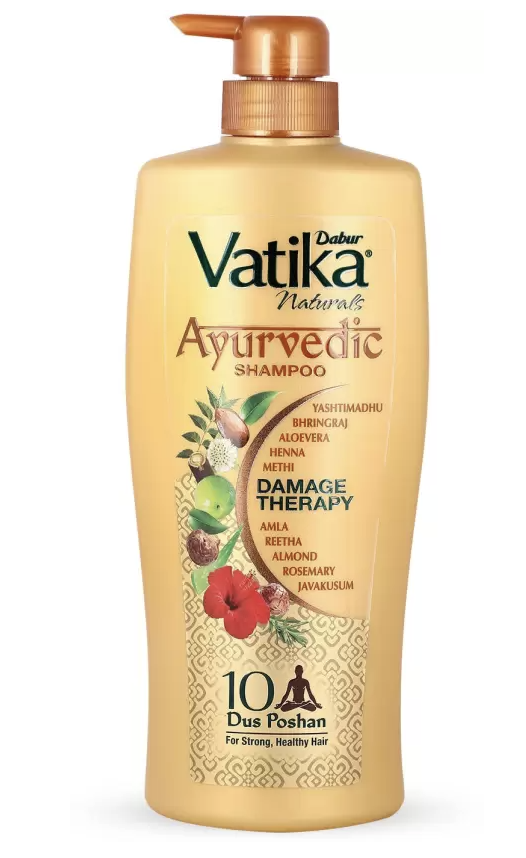 Dabur
Vatika®
Naturals
Ayurvedic
SHAMPOO
YASHTIMADHU
BHRINGRAJ
ALOEVERA
HENNA
METHI
DAMAGE
THERAPY
AMLA
REETHA
ALMOND
ROSEMARY
JAVAKUSUM
10
Dus Poshan
For Strong, Healthy Hair